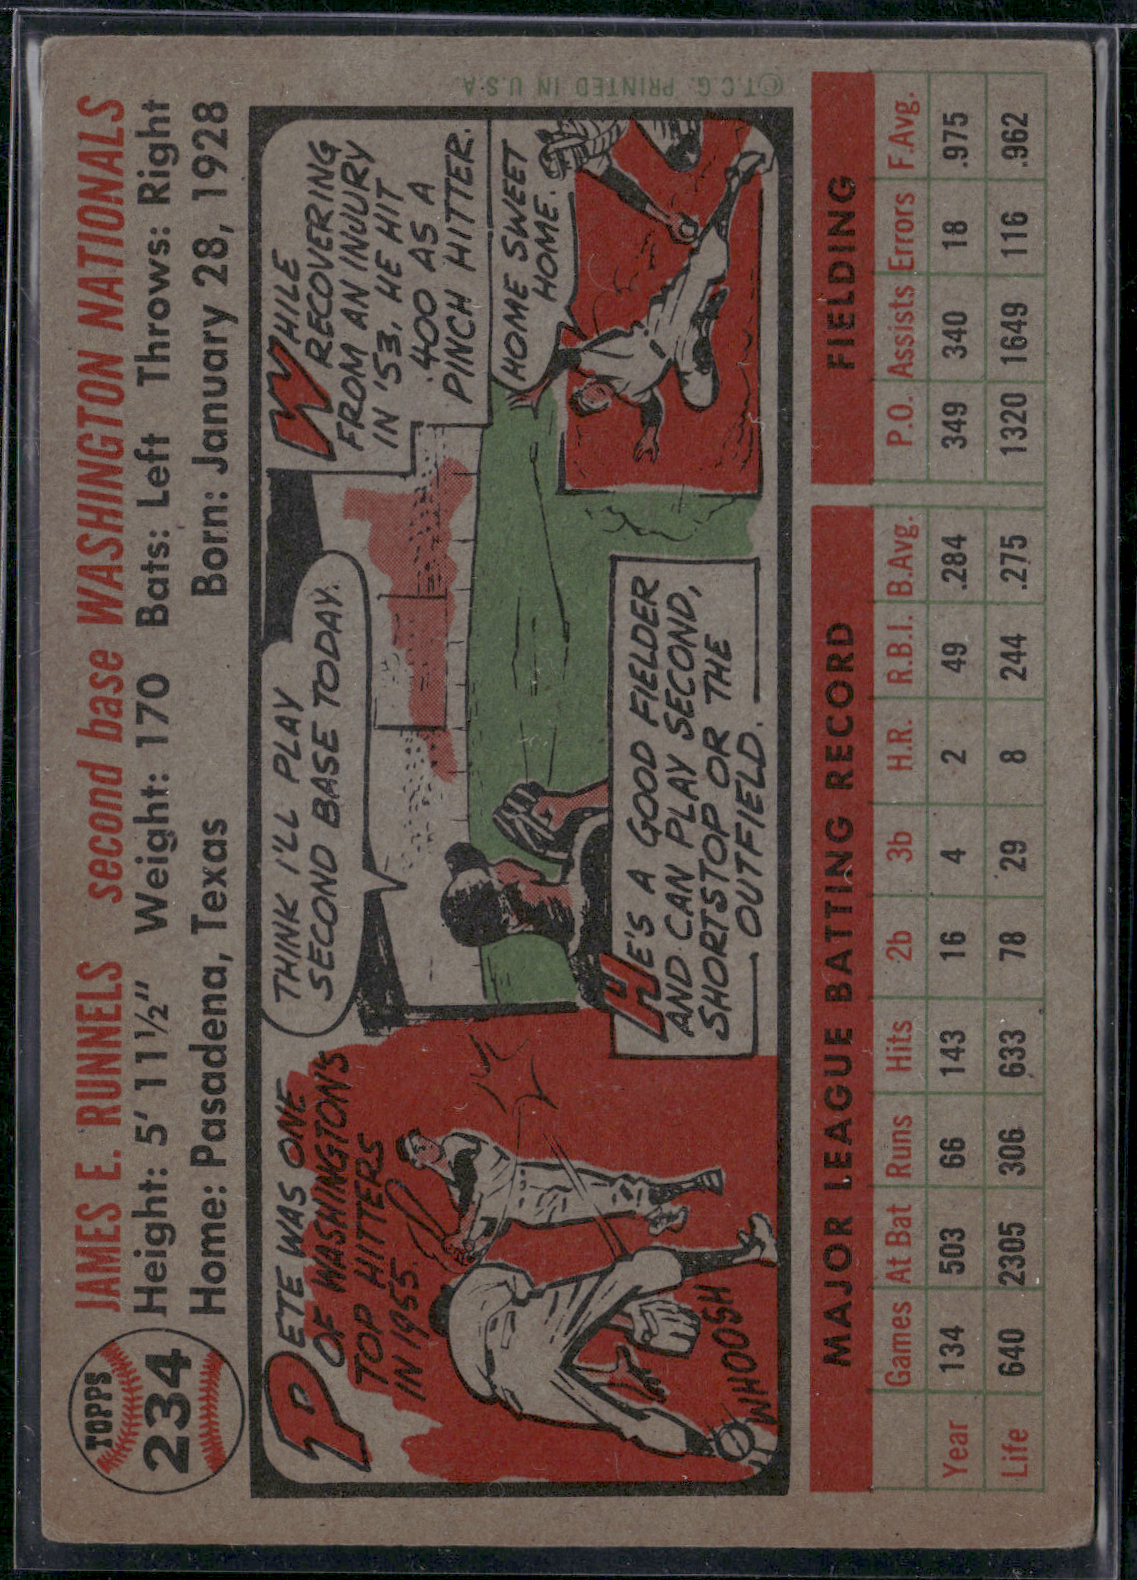 TOPPS
234
JAMES E. RUNNELS second base WASHINGTON NATIONALS
Height: 5' 11½" Weight: 170 Bats: Left Throws: Right
Home: Pasadena, Texas Born: January 28, 1928
PETE WAS ONE
OF WASHINGTON'S
TOP HITTERS
IN 1955.
WHOOSH
THINK I'LL PLAY
SECOND BASE TODAY.
HE'S A GOOD FIELDER
AND CAN PLAY SECOND,
SHORTSTOP OR THE
OUTFIELD.
WHILE
RECOVERING
FROM AN INJURY
IN '53, HE HIT
.400 AS A
PINCH HITTER.
HOME SWEET
HOME.
©T.C.G. PRINTED IN U.S.A.
MAJOR LEAGUE BATTING RECORD FIELDING
Games At Bat Runs Hits 2b 3b H.R. R.B.I. B.Avg. P.O. Assists Errors F.Avg.
Year 134 503 66 143 16 4 2 49 .284 349 340 18 .975
Life 640 2305 306 633 78 29 8 244 .275 1320 1649 116 .962